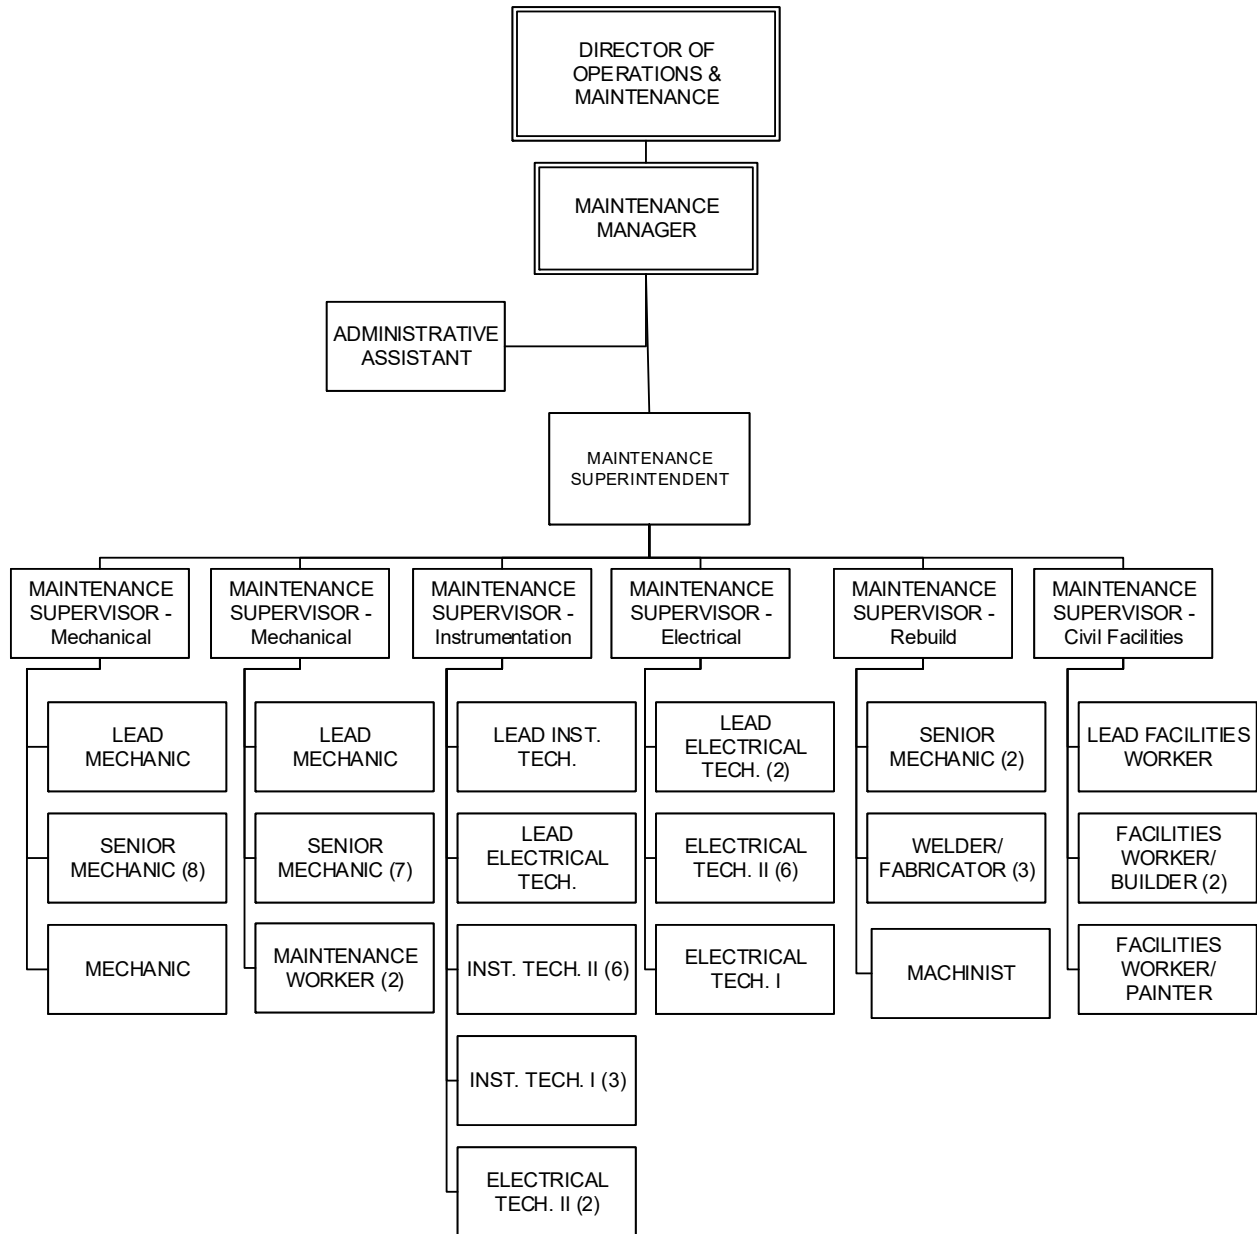 DIRECTOR OF
OPERATIONS &
MAINTENANCE
MAINTENANCE
MANAGER
ADMINISTRATIVE
ASSISTANT
MAINTENANCE
SUPERINTENDENT
MAINTENANCE
SUPERVISOR -
Mechanical
MAINTENANCE
SUPERVISOR -
Mechanical
MAINTENANCE
SUPERVISOR -
Instrumentation
MAINTENANCE
SUPERVISOR -
Electrical
MAINTENANCE
SUPERVISOR -
Rebuild
MAINTENANCE
SUPERVISOR -
Civil Facilities
LEAD
MECHANIC
LEAD
MECHANIC
LEAD INST.
TECH.
LEAD
ELECTRICAL
TECH. (2)
SENIOR
MECHANIC (2)
LEAD FACILITIES
WORKER
SENIOR
MECHANIC (8)
SENIOR
MECHANIC (7)
LEAD
ELECTRICAL
TECH.
ELECTRICAL
TECH. II (6)
WELDER/
FABRICATOR (3)
FACILITIES
WORKER/
BUILDER (2)
MECHANIC
MAINTENANCE
WORKER (2)
INST. TECH. II (6)
ELECTRICAL
TECH. I
MACHINIST
FACILITIES
WORKER/
PAINTER
INST. TECH. I (3)
ELECTRICAL
TECH. II (2)